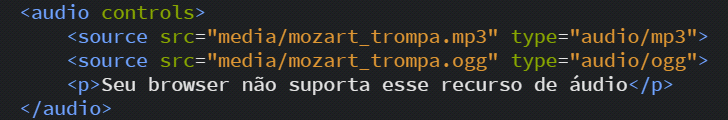 <audio controls>
<source src="media/mozart_trompa.mp3" type="audio/mp3">
<source src="media/mozart_trompa.ogg" type="audio/ogg">
<p>Seu browser não suporta esse recurso de áudio</p>
</audio>